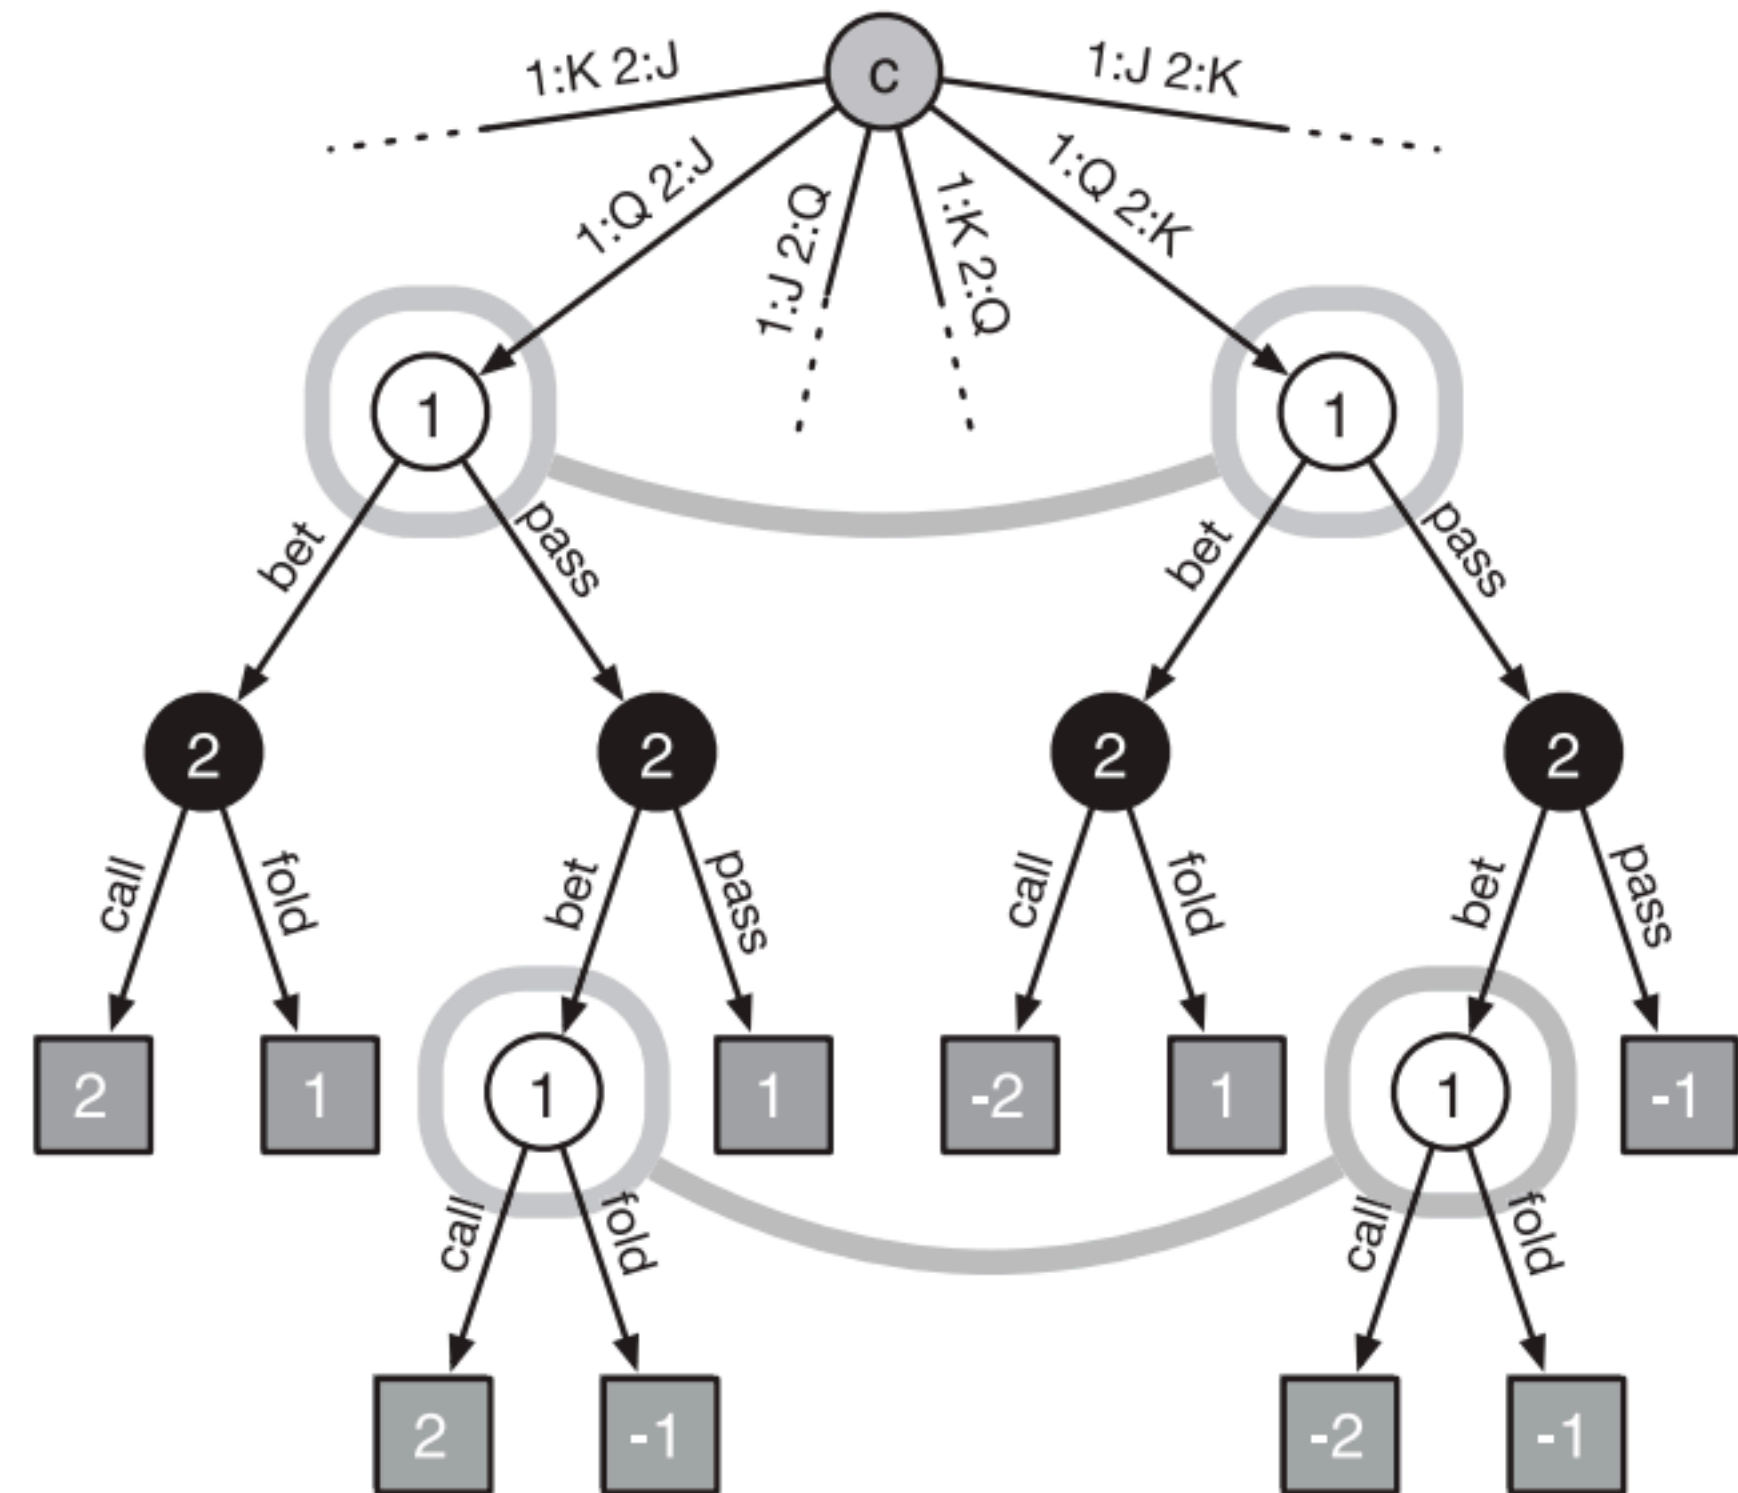 c
1:K 2:J
1:J 2:K
1:Q 2:J
1:J 2:Q
1:K 2:Q
1:Q 2:K
1
1
bet
pass
bet
pass
2
2
2
2
call
fold
bet
pass
call
fold
bet
pass
2
1
1
1
-2
1
1
-1
call
fold
call
fold
2
-1
-2
-1